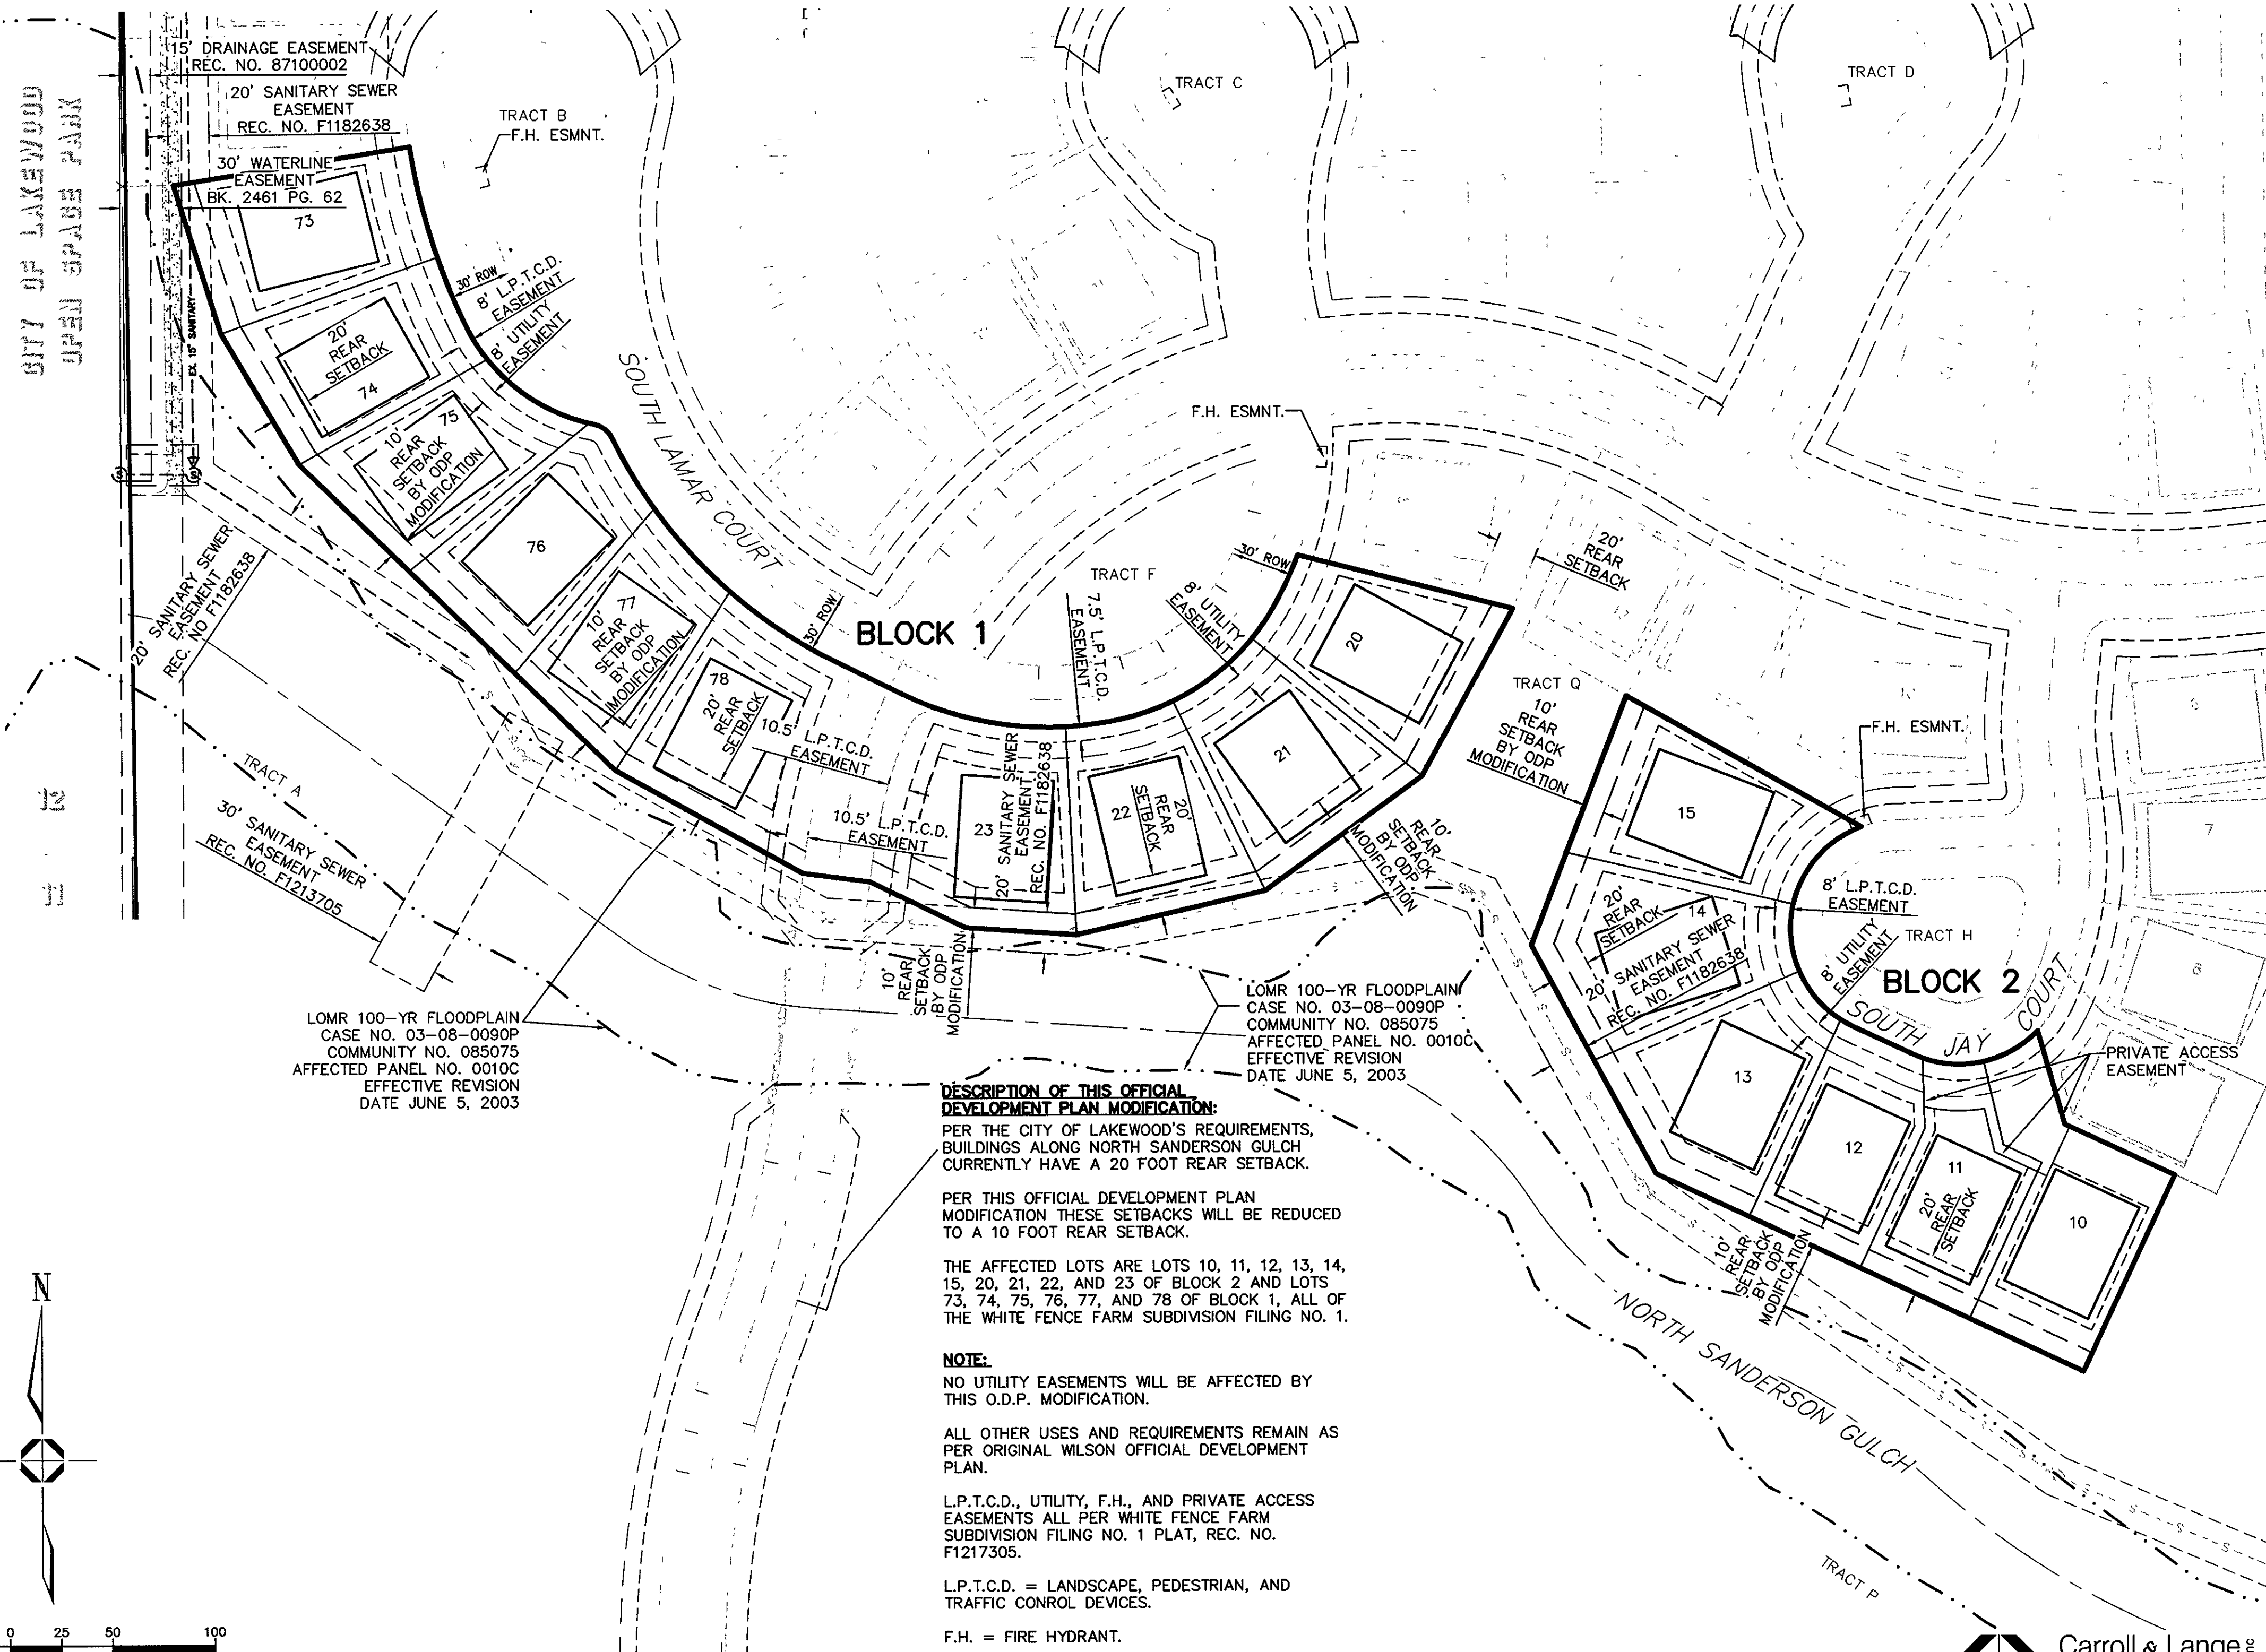 15' DRAINAGE EASEMENT
REC. NO. 87100002
20' SANITARY SEWER
EASEMENT
REC. NO. F1182638
30' WATERLINE
EASEMENT
BK. 2461 PG. 62
73
OPEN SPACE PARK
OF LAKEWOOD
EX. 15" SANITARY
TRACT B
F.H. ESMNT.
TRACT C
TRACT D
30' ROW
8' L.P.T.C.D.
EASEMENT
8' UTILITY
EASEMENT
20'
REAR
SETBACK
74
75
10'
REAR
SETBACK
BY ODP
MODIFICATION
76
SOUTH LAMAR COURT
20' SANITARY SEWER
EASEMENT
REC. NO F1182638
77
10'
REAR
SETBACK
BY ODP
MODIFICATION
78
20'
REAR
SETBACK
30' ROW
BLOCK 1
TRACT F
F.H. ESMNT.
30' ROW
8' UTILITY
EASEMENT
7.5' L.P.T.C.D.
EASEMENT
10.5' L.P.T.C.D.
EASEMENT
10.5' L.P.T.C.D.
EASEMENT
23
20' SANITARY SEWER
EASEMENT
REC. NO. F1182638
22
20'
REAR
SETBACK
21
20
20'
REAR
SETBACK
TRACT Q
10'
REAR
SETBACK
BY ODP
MODIFICATION
10'
REAR
SETBACK
BY ODP
MODIFICATION
10'
REAR
SETBACK
BY ODP
MODIFICATION
F.H. ESMNT.
15
8' L.P.T.C.D.
EASEMENT
20'
REAR
SETBACK
14
20' SANITARY SEWER
EASEMENT
REC. NO. F1182638
8' UTILITY
EASEMENT
TRACT H
BLOCK 2
SOUTH JAY COURT
7
6
PRIVATE ACCESS
EASEMENT
13
12
11
20'
REAR
SETBACK
10
10'
REAR
SETBACK
BY ODP
MODIFICATION
12
11
TRACT A
30' SANITARY SEWER
EASEMENT
REC. NO. F1213705
LOMR 100-YR FLOODPLAIN
CASE NO. 03-08-0090P
COMMUNITY NO. 085075
AFFECTED PANEL NO. 0010C
EFFECTIVE REVISION
DATE JUNE 5, 2003
LOMR 100-YR FLOODPLAIN
CASE NO. 03-08-0090P
COMMUNITY NO. 085075
AFFECTED PANEL NO. 0010C
EFFECTIVE REVISION
DATE JUNE 5, 2003
DESCRIPTION OF THIS OFFICIAL
DEVELOPMENT PLAN MODIFICATION:
PER THE CITY OF LAKEWOOD'S REQUIREMENTS,
BUILDINGS ALONG NORTH SANDERSON GULCH
CURRENTLY HAVE A 20 FOOT REAR SETBACK.
PER THIS OFFICIAL DEVELOPMENT PLAN
MODIFICATION THESE SETBACKS WILL BE REDUCED
TO A 10 FOOT REAR SETBACK.
THE AFFECTED LOTS ARE LOTS 10, 11, 12, 13, 14,
15, 20, 21, 22, AND 23 OF BLOCK 2 AND LOTS
73, 74, 75, 76, 77, AND 78 OF BLOCK 1, ALL OF
THE WHITE FENCE FARM SUBDIVISION FILING NO. 1.
NOTE:
NO UTILITY EASEMENTS WILL BE AFFECTED BY
THIS O.D.P. MODIFICATION.
ALL OTHER USES AND REQUIREMENTS REMAIN AS
PER ORIGINAL WILSON OFFICIAL DEVELOPMENT
PLAN.
L.P.T.C.D., UTILITY, F.H., AND PRIVATE ACCESS
EASEMENTS ALL PER WHITE FENCE FARM
SUBDIVISION FILING NO. 1 PLAT, REC. NO.
F1217305.
L.P.T.C.D. = LANDSCAPE, PEDESTRIAN, AND
TRAFFIC CONROL DEVICES.
F.H. = FIRE HYDRANT.
NORTH SANDERSON GULCH
TRACT P
N
0 25 50 100
Carroll & Lange